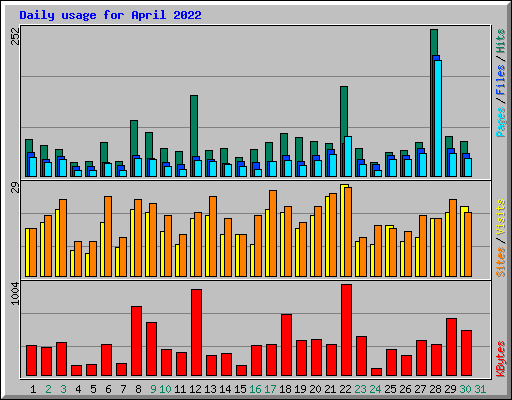 Daily usage for April 2022
252
Pages / Files / Hits
29
Sites / Visits
1004
KBytes
1 2 3 4 5 6 7 8 9 10 11 12 13 14 15 16 17 18 19 20 21 22 23 24 25 26 27 28 29 30 31